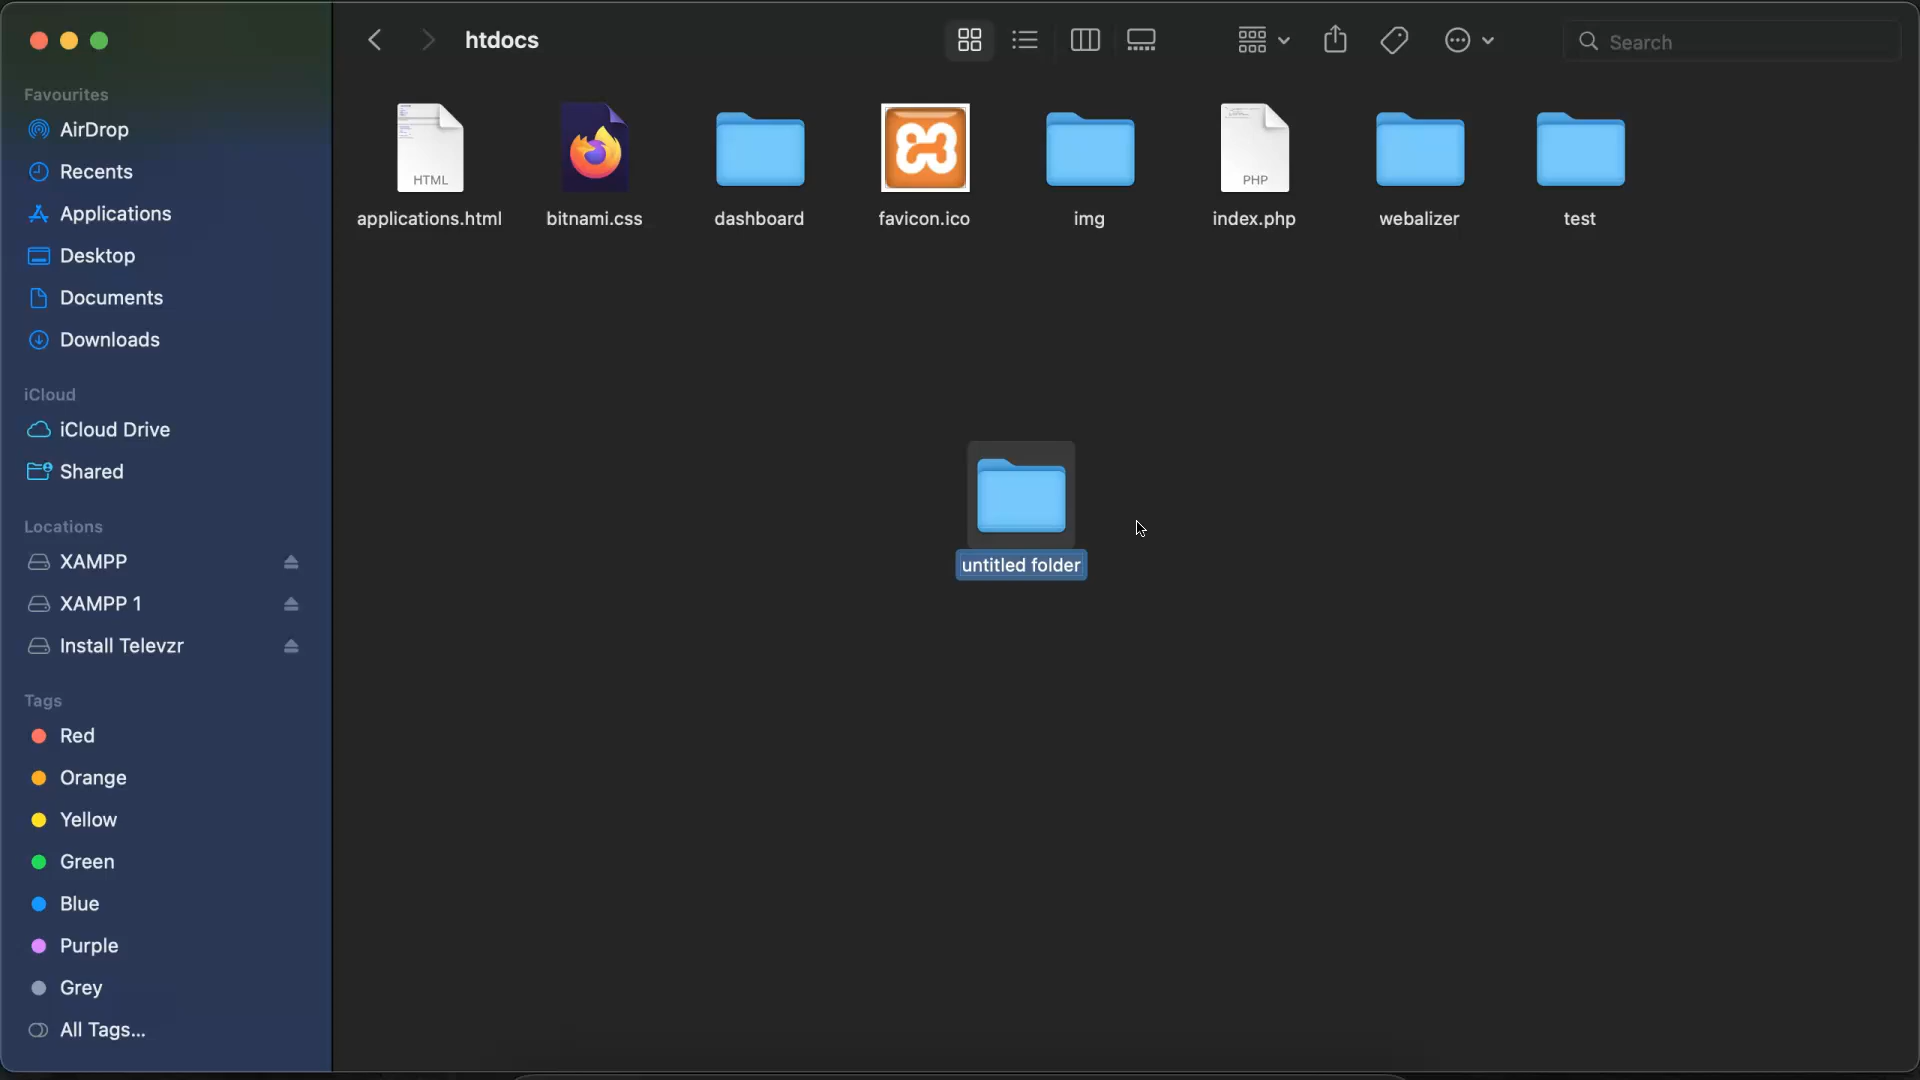 htdocs
Search
Favourites
AirDrop
Recents
Applications
Desktop
Documents
Downloads
iCloud
iCloud Drive
Shared
Locations
XAMPP
XAMPP 1
Install Televzr
Tags
Red
Orange
Yellow
Green
Blue
Purple
Grey
All Tags...
HTML
PHP
applications.html bitnami.css dashboard favicon.ico img index.php webalizer test
untitled folder